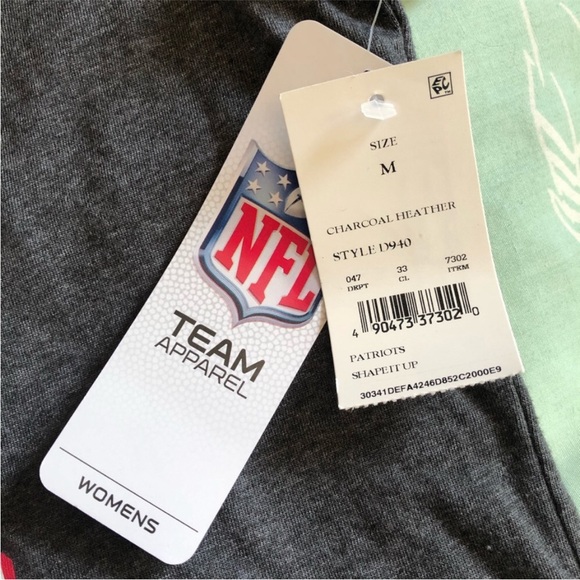 NFL
TEAM
APPAREL
WOMENS
EPC
SIZE
M
CHARCOAL HEATHER
STYLE D940
047 33 7302
DEPT CL ITEM
4 90473 37302 0
PATRIOTS
SHAPE IT UP
30341DEFA4246D852C2000E9